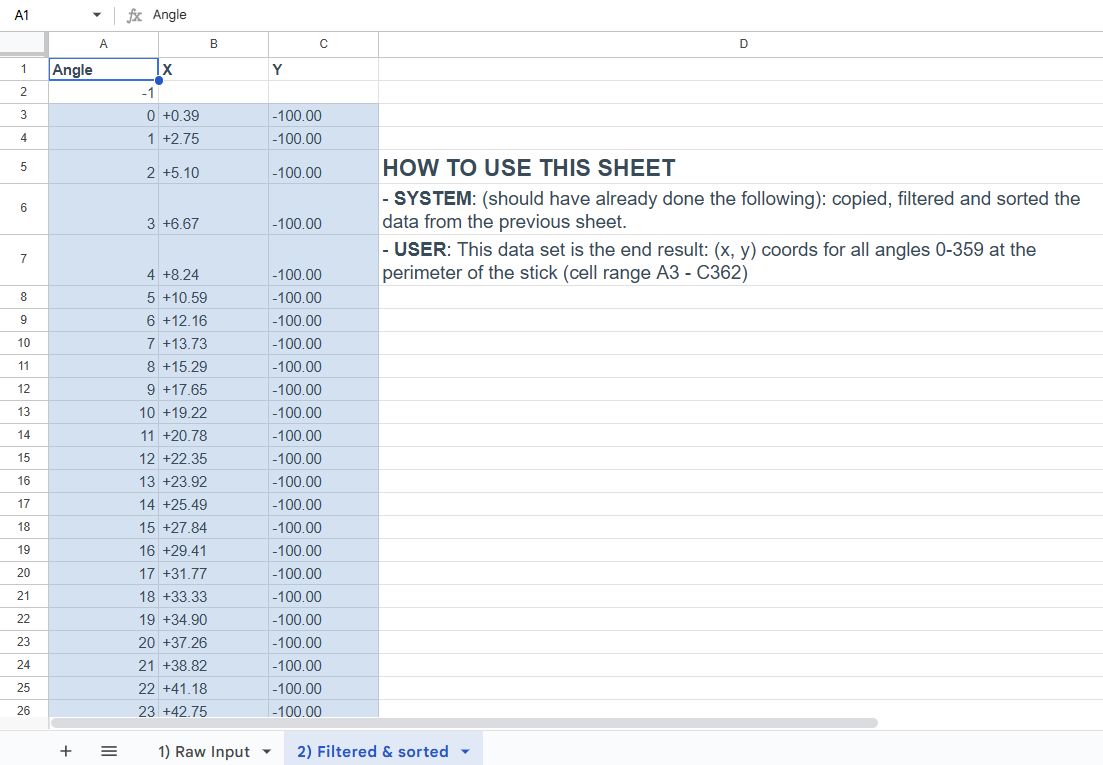 A1 fx Angle
A B C D
1 Angle X Y
2 -1
3 0 +0.39 -100.00
4 1 +2.75 -100.00
5 2 +5.10 -100.00 HOW TO USE THIS SHEET
6 3 +6.67 -100.00 - SYSTEM: (should have already done the following): copied, filtered and sorted the
data from the previous sheet.
7 4 +8.24 -100.00 - USER: This data set is the end result: (x, y) coords for all angles 0-359 at the
perimeter of the stick (cell range A3 - C362)
8 5 +10.59 -100.00
9 6 +12.16 -100.00
10 7 +13.73 -100.00
11 8 +15.29 -100.00
12 9 +17.65 -100.00
13 10 +19.22 -100.00
14 11 +20.78 -100.00
15 12 +22.35 -100.00
16 13 +23.92 -100.00
17 14 +25.49 -100.00
18 15 +27.84 -100.00
19 16 +29.41 -100.00
20 17 +31.77 -100.00
21 18 +33.33 -100.00
22 19 +34.90 -100.00
23 20 +37.26 -100.00
24 21 +38.82 -100.00
25 22 +41.18 -100.00
26 23 +42.75 -100.00
+ 1) Raw Input 2) Filtered & sorted